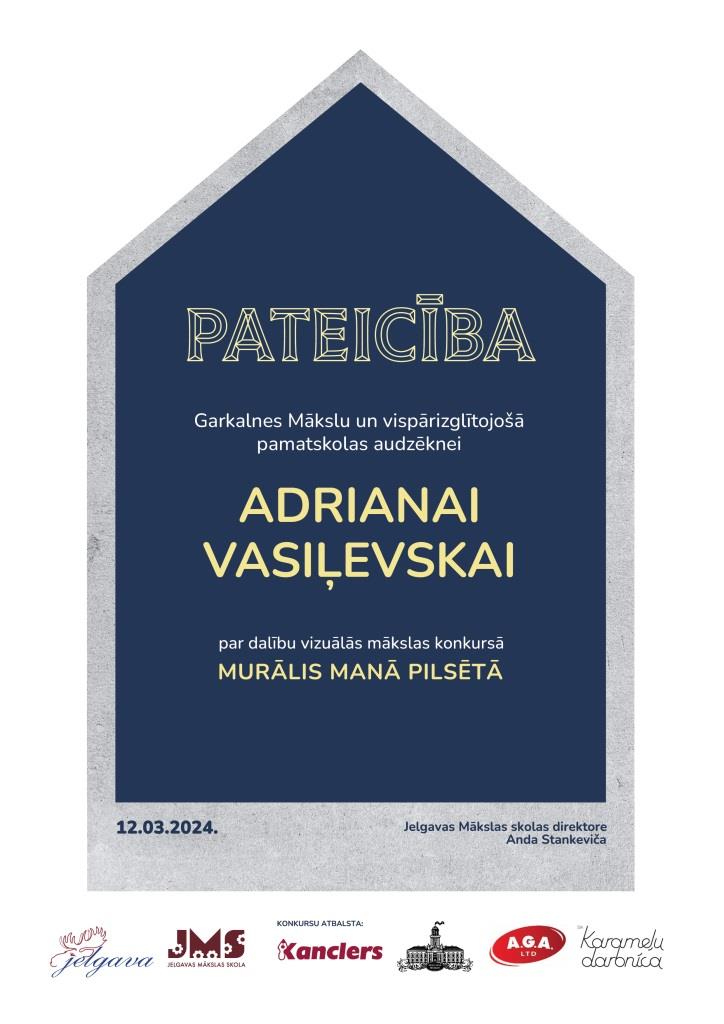 PATEICĪBA
Garkalnes Mākslu un vispārizglītojošā
pamatskolas audzēknei
ADRIANAI
VASIĻEVSKAI
par dalību vizuālās mākslas konkursā
MURĀLIS MANĀ PILSĒTĀ
12.03.2024.
Jelgavas Mākslas skolas direktore
Anda Stankeviča
KONKURSU ATBALSTA:
jelgava
JMS
JELGAVAS MĀKSLAS SKOLA
Kanclers
A.G.A.
LTD
Karameļu
darbnīca